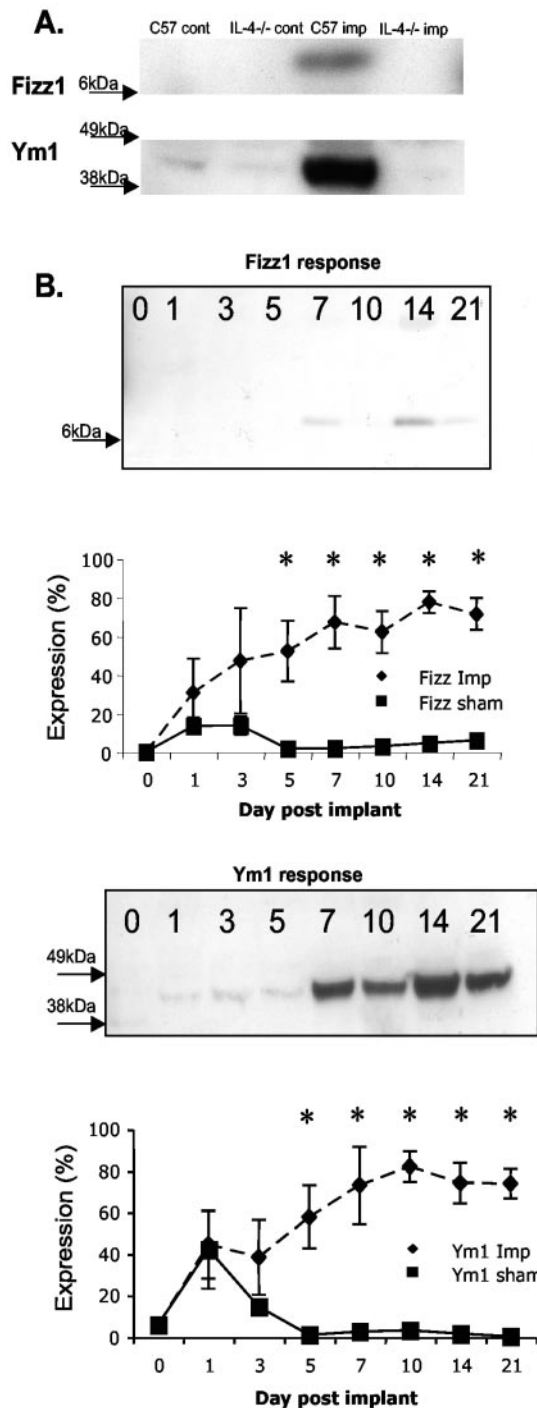 A.
C57 cont IL-4-/- cont C57 imp IL-4-/- imp
Fizz1
6kDa
49kDa
Ym1
38kDa
B.
Fizz1 response
0 1 3 5 7 10 14 21
6kDa
Expression (%)
100
80
60
40
20
0
* * * * *
Fizz Imp
Fizz sham
0 1 3 5 7 10 14 21
Day post implant
Ym1 response
0 1 3 5 7 10 14 21
49kDa
38kDa
Expression (%)
100
80
60
40
20
0
* * * * *
Ym1 Imp
Ym1 sham
0 1 3 5 7 10 14 21
Day post implant